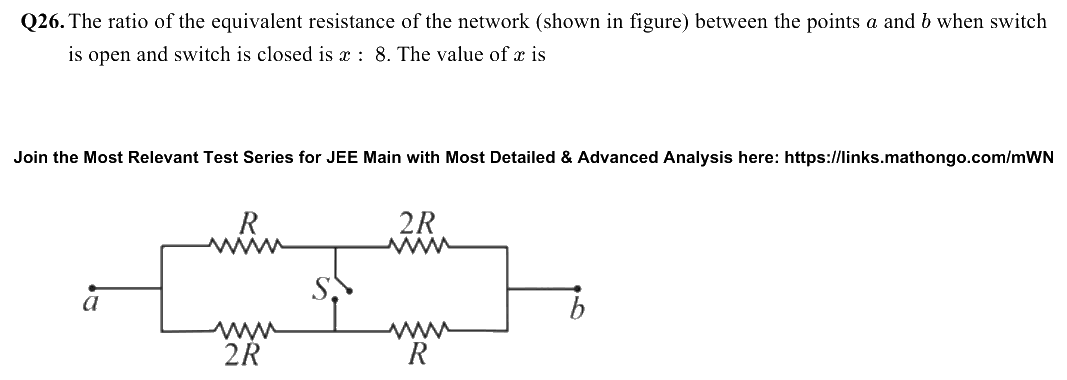 Q26. The ratio of the equivalent resistance of the network (shown in figure) between the points a and b when switch
is open and switch is closed is x : 8. The value of x is
Join the Most Relevant Test Series for JEE Main with Most Detailed & Advanced Analysis here: https://links.mathongo.com/mWN
R 2R
S
a b
2R R